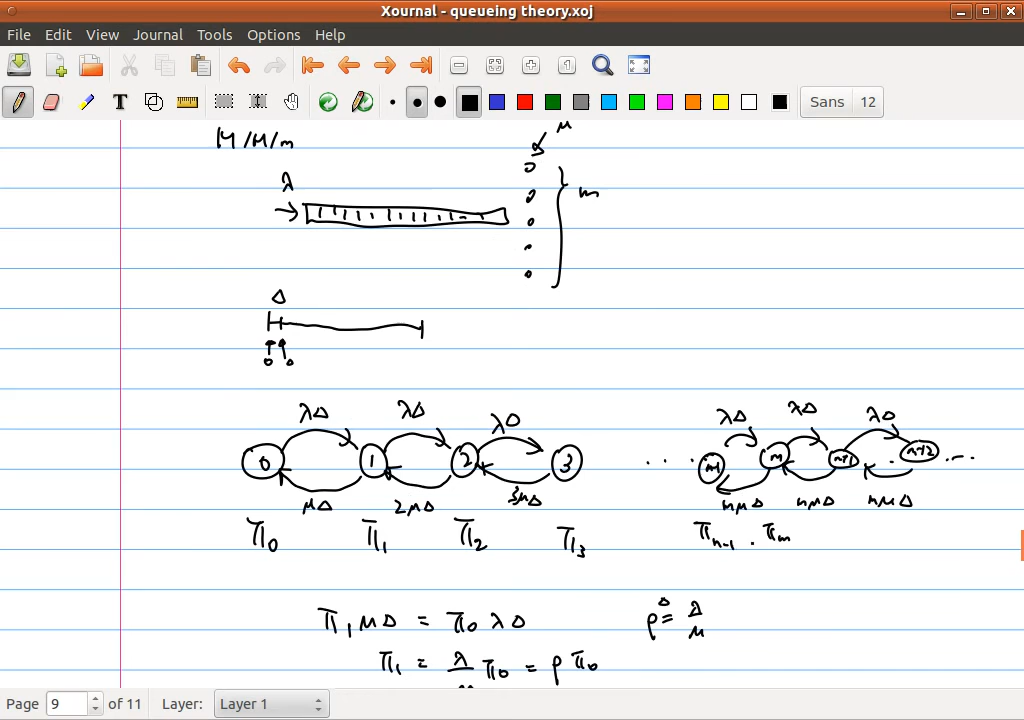 Xournal - queueing theory.xoj
File Edit View Journal Tools Options Help
Sans 12
M/M/m
μ
λ
m
Δ
λΔ λΔ λΔ λΔ λΔ λΔ
0 1 2 3 . . . . m-1 m m+1 m+2 ...
μΔ 2μΔ 3μΔ mμΔ mμΔ mμΔ
π₀ π₁ π₂ π₃ πₘ₋₁ . πₘ
π₁ μΔ = π₀ λΔ ρ ≜ λ/μ
π₁ = λ/μ π₀ = ρ π₀
Page 9 of 11 Layer: Layer 1